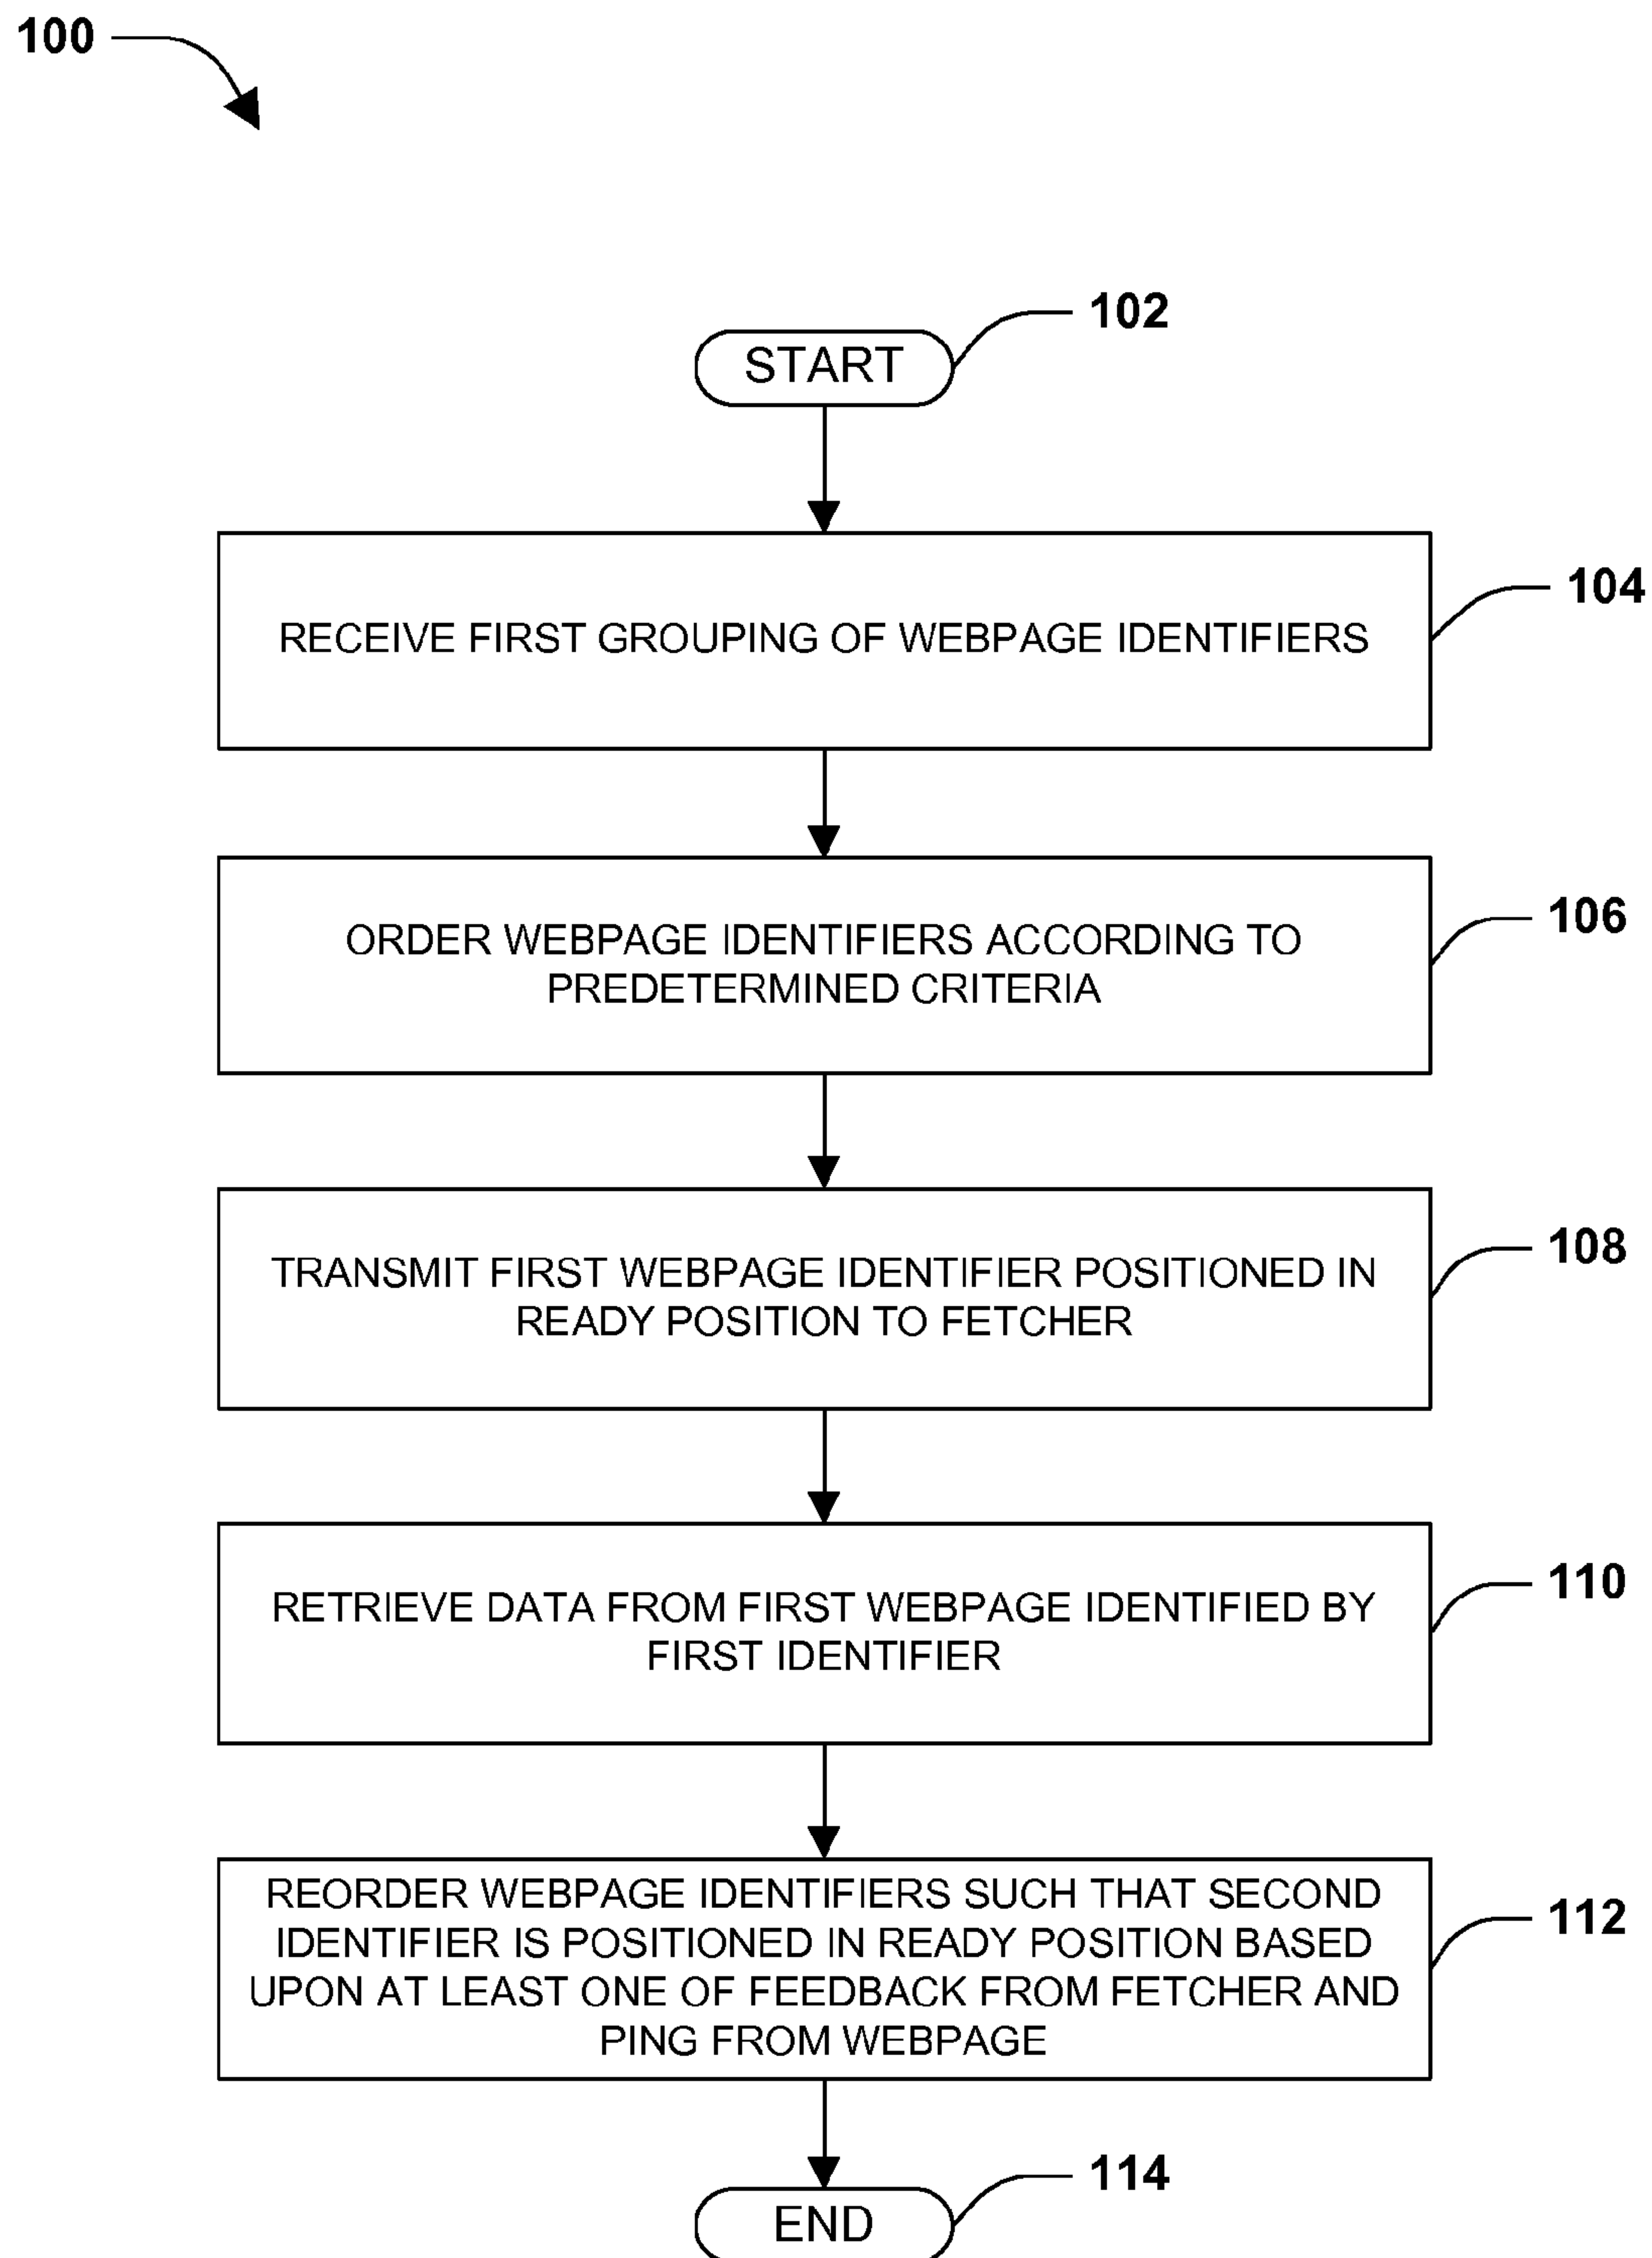 100
102
START
104
RECEIVE FIRST GROUPING OF WEBPAGE IDENTIFIERS
106
ORDER WEBPAGE IDENTIFIERS ACCORDING TO
PREDETERMINED CRITERIA
108
TRANSMIT FIRST WEBPAGE IDENTIFIER POSITIONED IN
READY POSITION TO FETCHER
110
RETRIEVE DATA FROM FIRST WEBPAGE IDENTIFIED BY
FIRST IDENTIFIER
REORDER WEBPAGE IDENTIFIERS SUCH THAT SECOND
112
IDENTIFIER IS POSITIONED IN READY POSITION BASED
UPON AT LEAST ONE OF FEEDBACK FROM FETCHER AND
PING FROM WEBPAGE
114
END